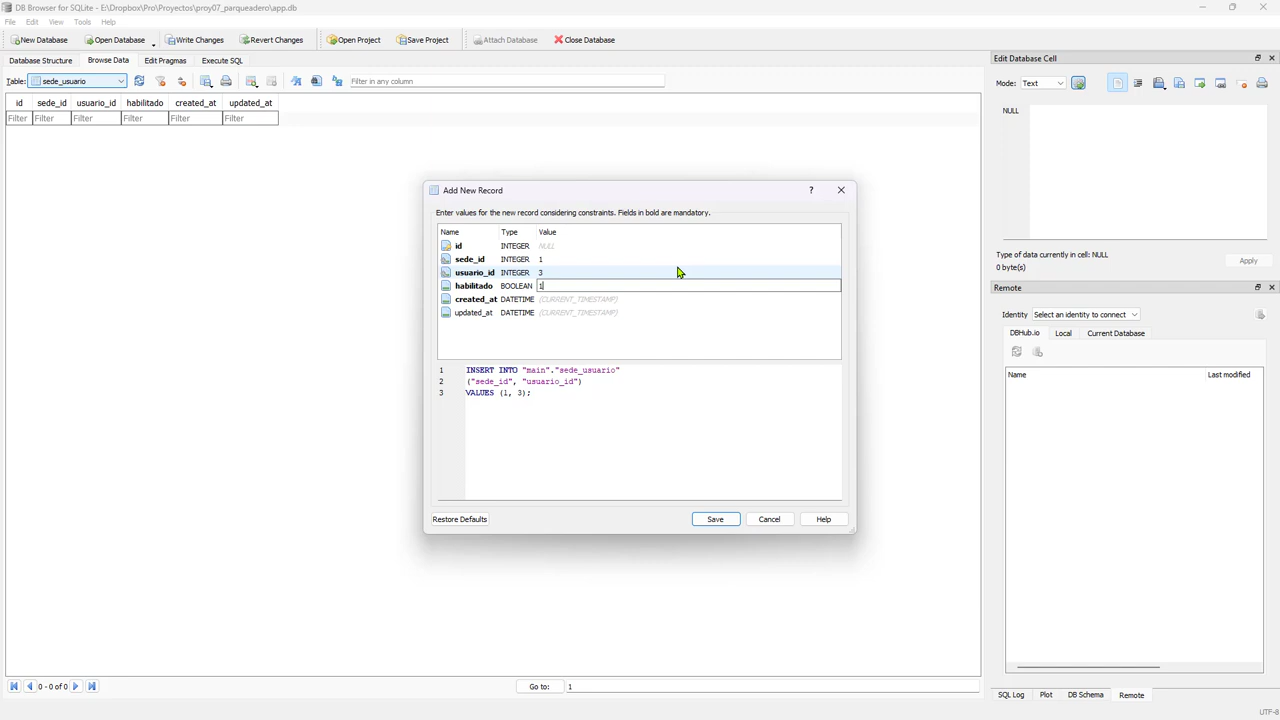 DB Browser for SQLite - E:\Dropbox\Pro\Proyectos\proy07_parqueadero\app.db
File Edit View Tools Help
New Database Open Database Write Changes Revert Changes Open Project Save Project Attach Database Close Database
Database Structure Browse Data Edit Pragmas Execute SQL
Table: sede_usuario Filter in any column
id sede_id usuario_id habilitado created_at updated_at
Filter Filter Filter Filter Filter Filter
Add New Record ?
Enter values for the new record considering constraints. Fields in bold are mandatory.
Name Type Value
id INTEGER NULL
sede_id INTEGER 1
usuario_id INTEGER 3
habilitado BOOLEAN 1
created_at DATETIME (CURRENT_TIMESTAMP)
updated_at DATETIME (CURRENT_TIMESTAMP)
1 INSERT INTO "main"."sede_usuario"
2 ("sede_id", "usuario_id")
3 VALUES (1, 3);
Restore Defaults Save Cancel Help
0 - 0 of 0 Go to: 1
Edit Database Cell
Mode: Text
NULL
Type of data currently in cell: NULL
0 byte(s)
Apply
Remote
Identity Select an identity to connect
DBHub.io Local Current Database
Name Last modified
SQL Log Plot DB Schema Remote
UTF-8